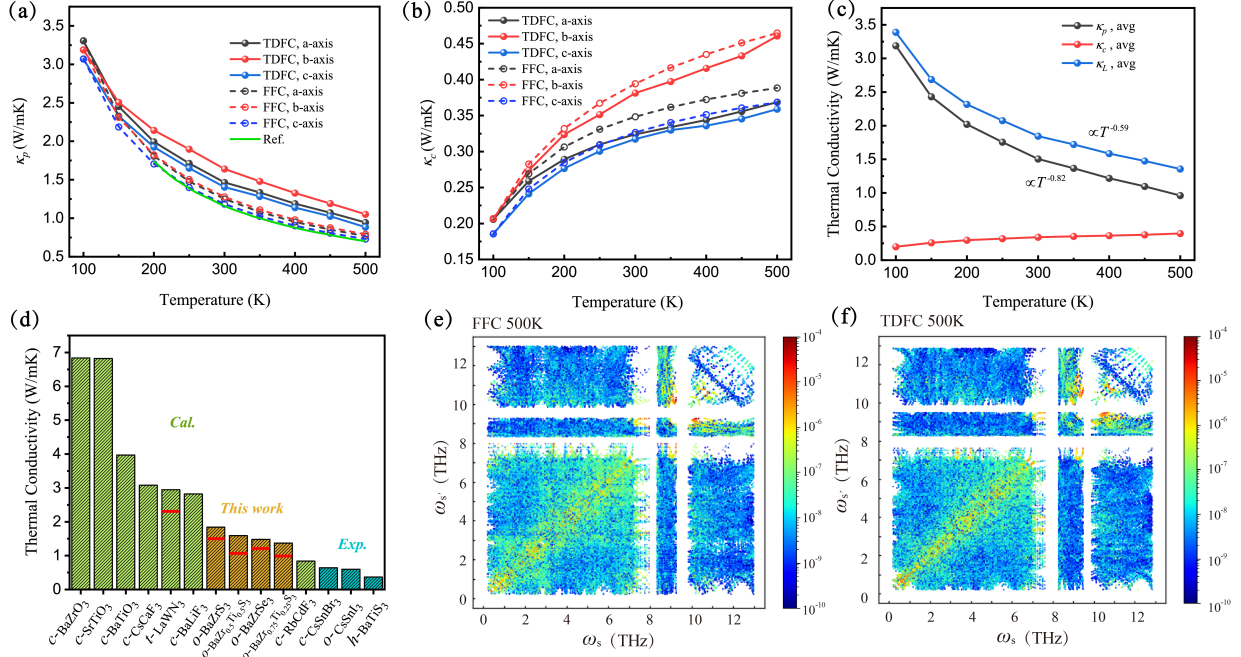 (a)
κp (W/mK)
3.5
3.0
2.5
2.0
1.5
1.0
0.5
TDFC, a-axis
TDFC, b-axis
TDFC, c-axis
FFC, a-axis
FFC, b-axis
FFC, c-axis
Ref.
100 200 300 400 500
Temperature (K)
(b)
κc (W/mK)
0.45
0.40
0.35
0.30
0.25
0.20
0.15
TDFC, a-axis
TDFC, b-axis
TDFC, c-axis
FFC, a-axis
FFC, b-axis
FFC, c-axis
100 200 300 400 500
Temperature (K)
(c)
Thermal Conductivity (W/mK)
3.5
3.0
2.5
2.0
1.5
1.0
0.5
0.0
κp , avg
κc , avg
κL , avg
∝T-0.59
∝T-0.82
100 200 300 400 500
Temperature (K)
(d)
Thermal Conductivity (W/mK)
7
6
5
4
3
2
1
0
Cal.
This work
Exp.
c-BaZrO3
c-SrTiO3
c-BaTiO3
c-CsCaF3
t-LaWN3
c-BaLiF3
o-BaZrS3
o-BaZr0.5Ti0.5S3
o-BaZrSe3
o-BaZr0.75Ti0.25S3
c-RbCdF3
c-CsSnBr3
o-CsSnI3
h-BaTiS3
(e)
FFC 500K
ωs' (THz)
12
10
8
6
4
2
0
0 2 4 6 8 10 12
ωs (THz)
10-4
10-5
10-6
10-7
10-8
10-9
10-10
(f)
TDFC 500K
ωs' (THz)
12
10
8
6
4
2
0
0 2 4 6 8 10 12
ωs (THz)
10-4
10-5
10-6
10-7
10-8
10-9
10-10